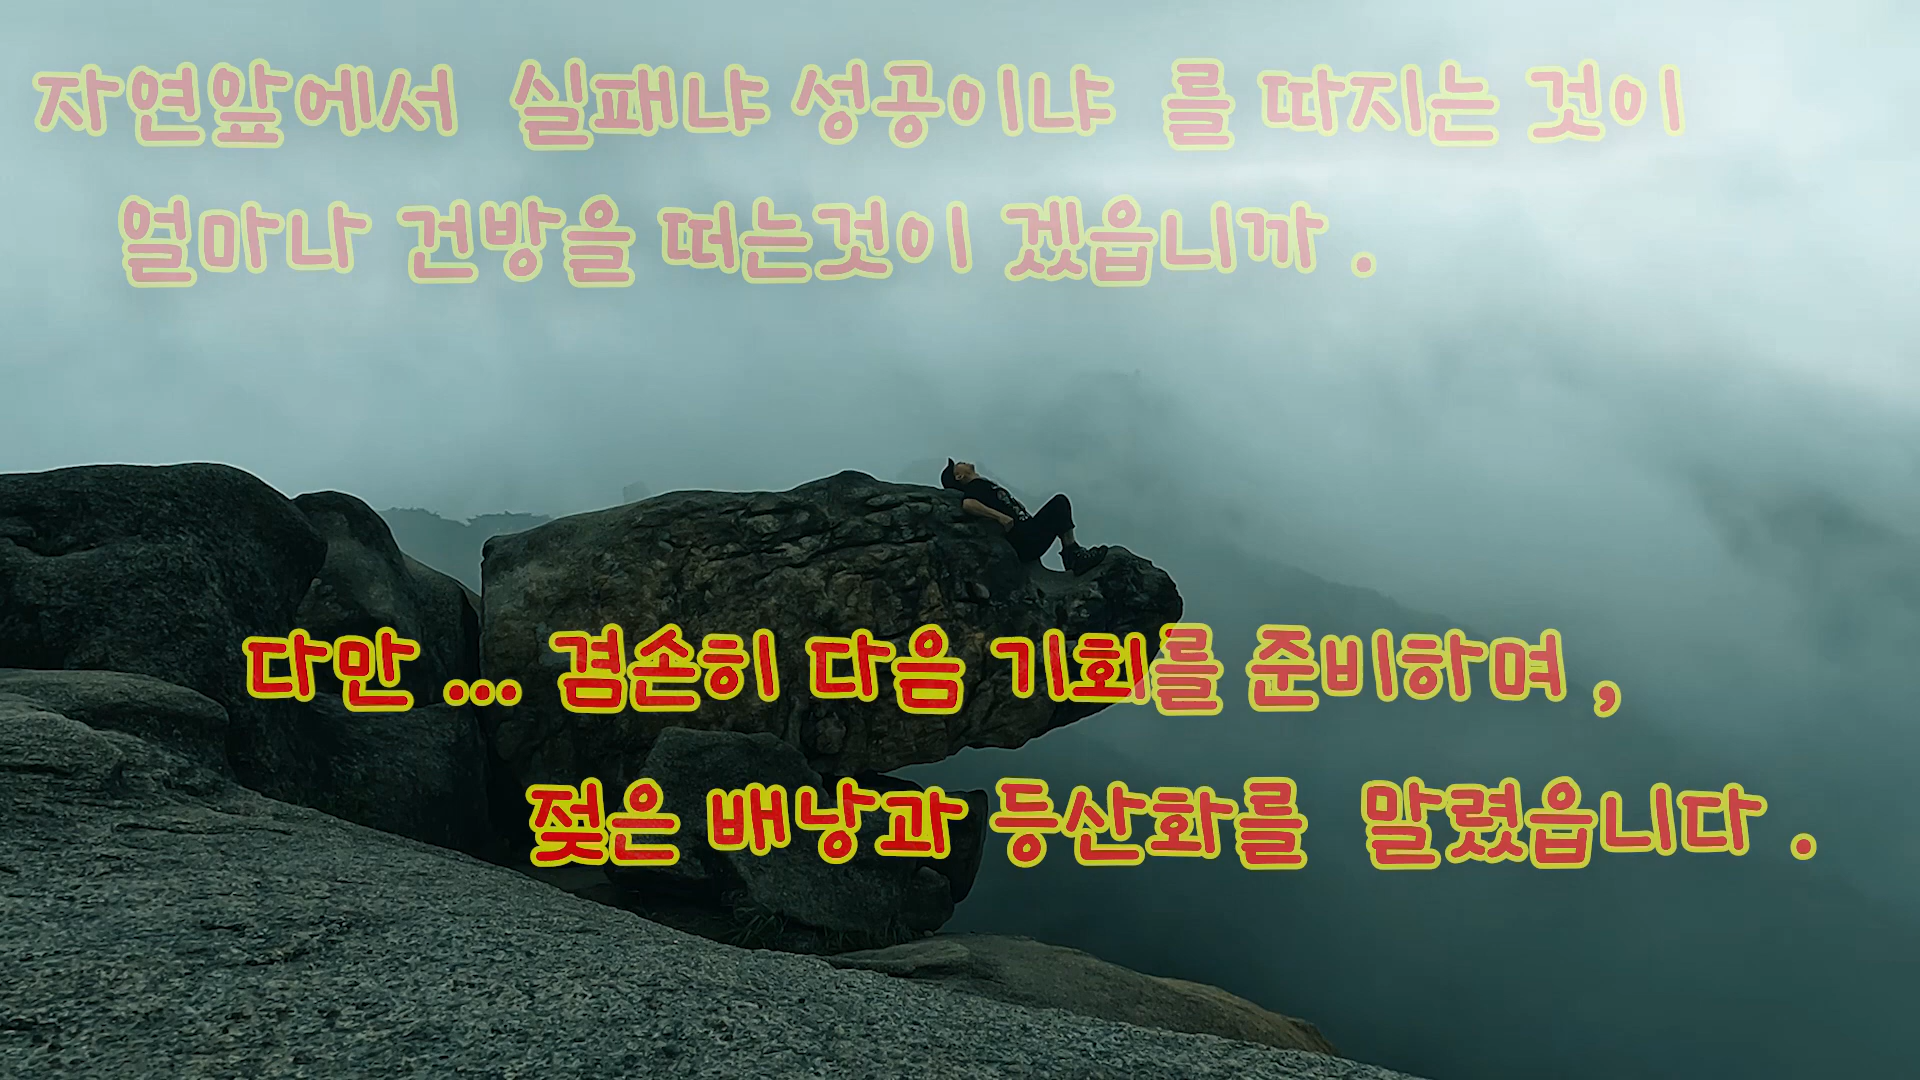 자연앞에서 실패냐 성공이냐 를 따지는 것이
얼마나 건방을 떠는것이 겠읍니까 .
다만 ... 겸손히 다음 기회를 준비하며 ,
젖은 배낭과 등산화를 말렸읍니다 .